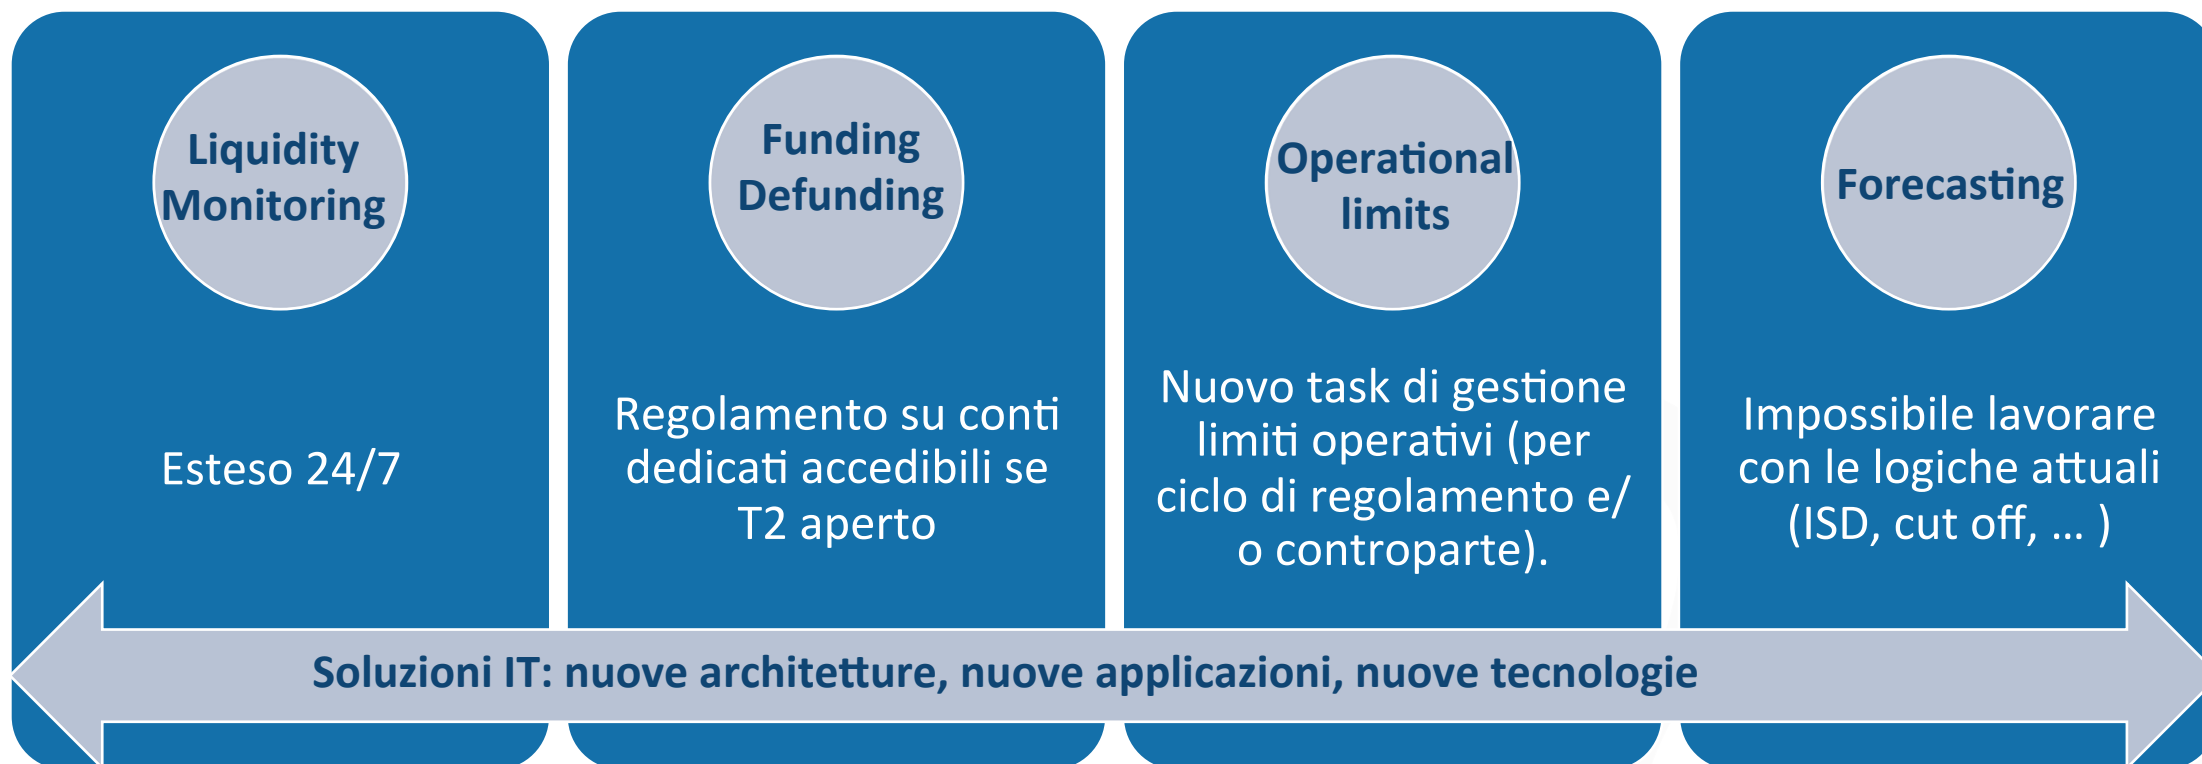 Liquidity
Monitoring
Esteso 24/7
Funding
Defunding
Regolamento su conti
dedicati accedibili se
T2 aperto
Operational
limits
Nuovo task di gestione
limiti operativi (per
ciclo di regolamento e/
o controparte).
Forecasting
Impossibile lavorare
con le logiche attuali
(ISD, cut off, ... )
Soluzioni IT: nuove architetture, nuove applicazioni, nuove tecnologie